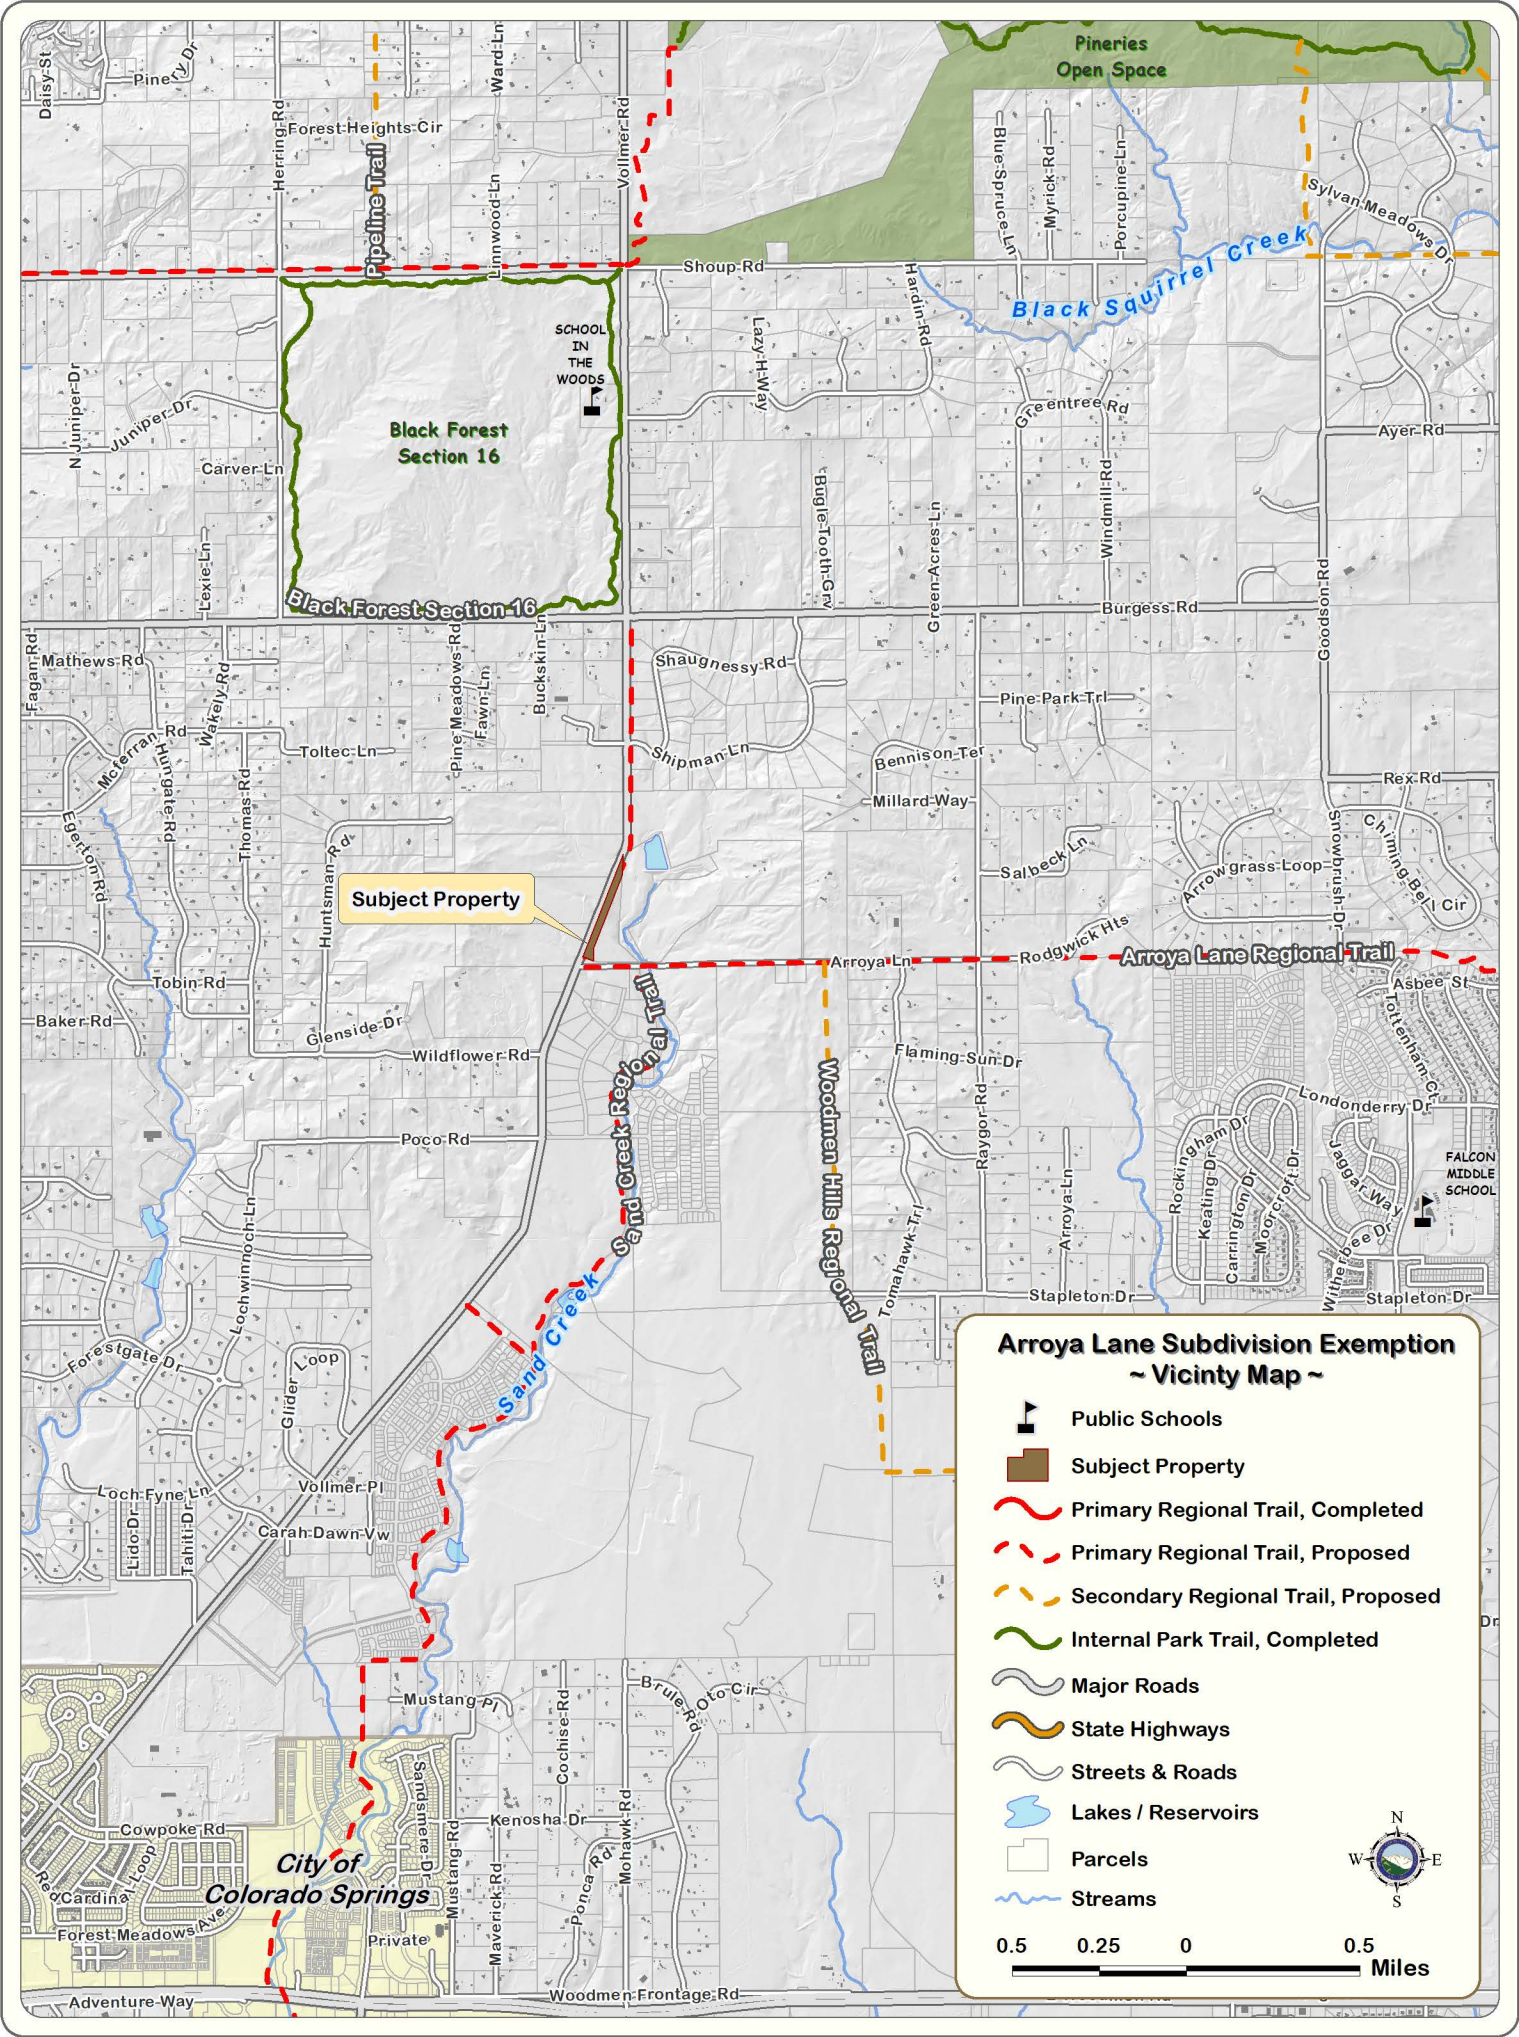 Pineries
Open Space
Daisy St
Pinery Dr
Ward Ln
Herring Rd
Forest Heights Cir
Vollmer Rd
Pipeline Trail
Linnwood Ln
Blue Spruce Ln
Myrick Rd
Porcupine Ln
Sylvan Meadows Dr
Black Squirrel Creek
Shoup Rd
Hardin Rd
SCHOOL
IN
THE
WOODS
Lazy H Way
N Juniper Dr
Juniper Dr
Greentree Rd
Ayer Rd
Black Forest
Section 16
Carver Ln
Bugle Tooth Grv
Green Acres Ln
Windmill Rd
Lexie Ln
Goodson Rd
Black Forest Section 16
Burgess Rd
Fagan Rd
Mathews Rd
Wakely Rd
Pine Meadows Rd
Fawn Ln
Buckskin Ln
Shaugnessy Rd
Pine Park Trl
Mcferran Rd
Hungate Rd
Toltec Ln
Shipman Ln
Bennison Ter
Rex Rd
Thomas Rd
Millard Way
Egerton Rd
Huntsman Rd
Salbeck Ln
Arrowgrass Loop
Snowbrush Dr
Chiming Bell Cir
Subject Property
Rodgwick Hts
Arroya Ln
Arroya Lane Regional Trail
Tobin Rd
Asbee St
Tottenham Ct
Baker Rd
Glenside Dr
Wildflower Rd
Sand Creek Regional Trail
Woodmen Hills Regional Trail
Flaming Sun Dr
Raygor Rd
Londonderry Dr
Poco Rd
Rockingham Dr
Keating Dr
Carrington Dr
Moorcroft Dr
Jaggar Way
FALCON
MIDDLE
SCHOOL
Lochwinnoch Ln
Tomahawk Trl
Arroya Ln
Witherbee Dr
Stapleton Dr
Stapleton Dr
Sand Creek
Forestgate Dr
Glider Loop
Loch Fyne Ln
Vollmer Pl
Lido Dr
Tahiti Dr
Carah Dawn Vw
Dr
Mustang Pl
Cochise Rd
Brule Rd
Oto Cir
Sandsmere Dr
Mustang Rd
Kenosha Dr
Mohawk Rd
Maverick Rd
Ponca Rd
Cowpoke Rd
City of
Colorado Springs
Red
Cardinal Loop
Forest Meadows Ave
Private
Adventure Way
Woodmen Frontage Rd
Arroya Lane Subdivision Exemption
~ Vicinty Map ~
Public Schools
Subject Property
Primary Regional Trail, Completed
Primary Regional Trail, Proposed
Secondary Regional Trail, Proposed
Internal Park Trail, Completed
Major Roads
State Highways
Streets & Roads
Lakes / Reservoirs
Parcels
Streams
N
W E
S
0.5 0.25 0 0.5
Miles